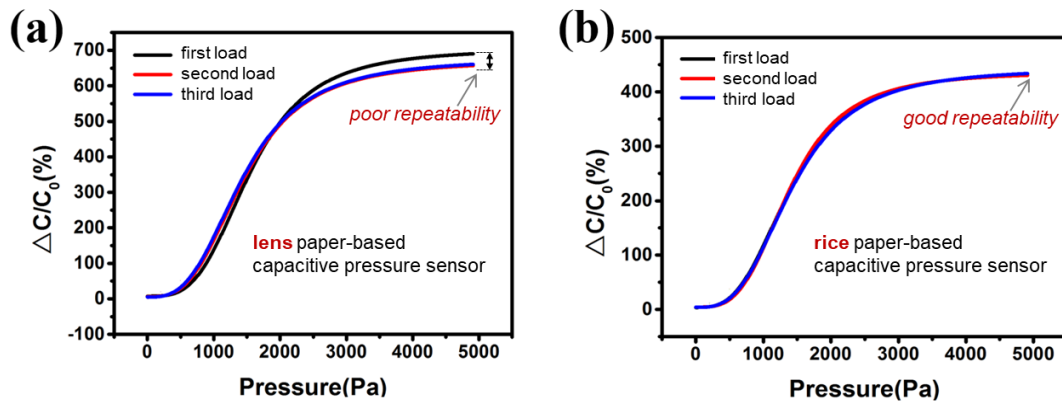 (a)
700
600
500
400
300
200
100
0
-100
△C/C0(%)
first load
second load
third load
poor repeatability
lens paper-based
capacitive pressure sensor
0 1000 2000 3000 4000 5000
Pressure(Pa)
(b)
500
400
300
200
100
0
△C/C0(%)
first load
second load
third load
good repeatability
rice paper-based
capacitive pressure sensor
0 1000 2000 3000 4000 5000
Pressure(Pa)